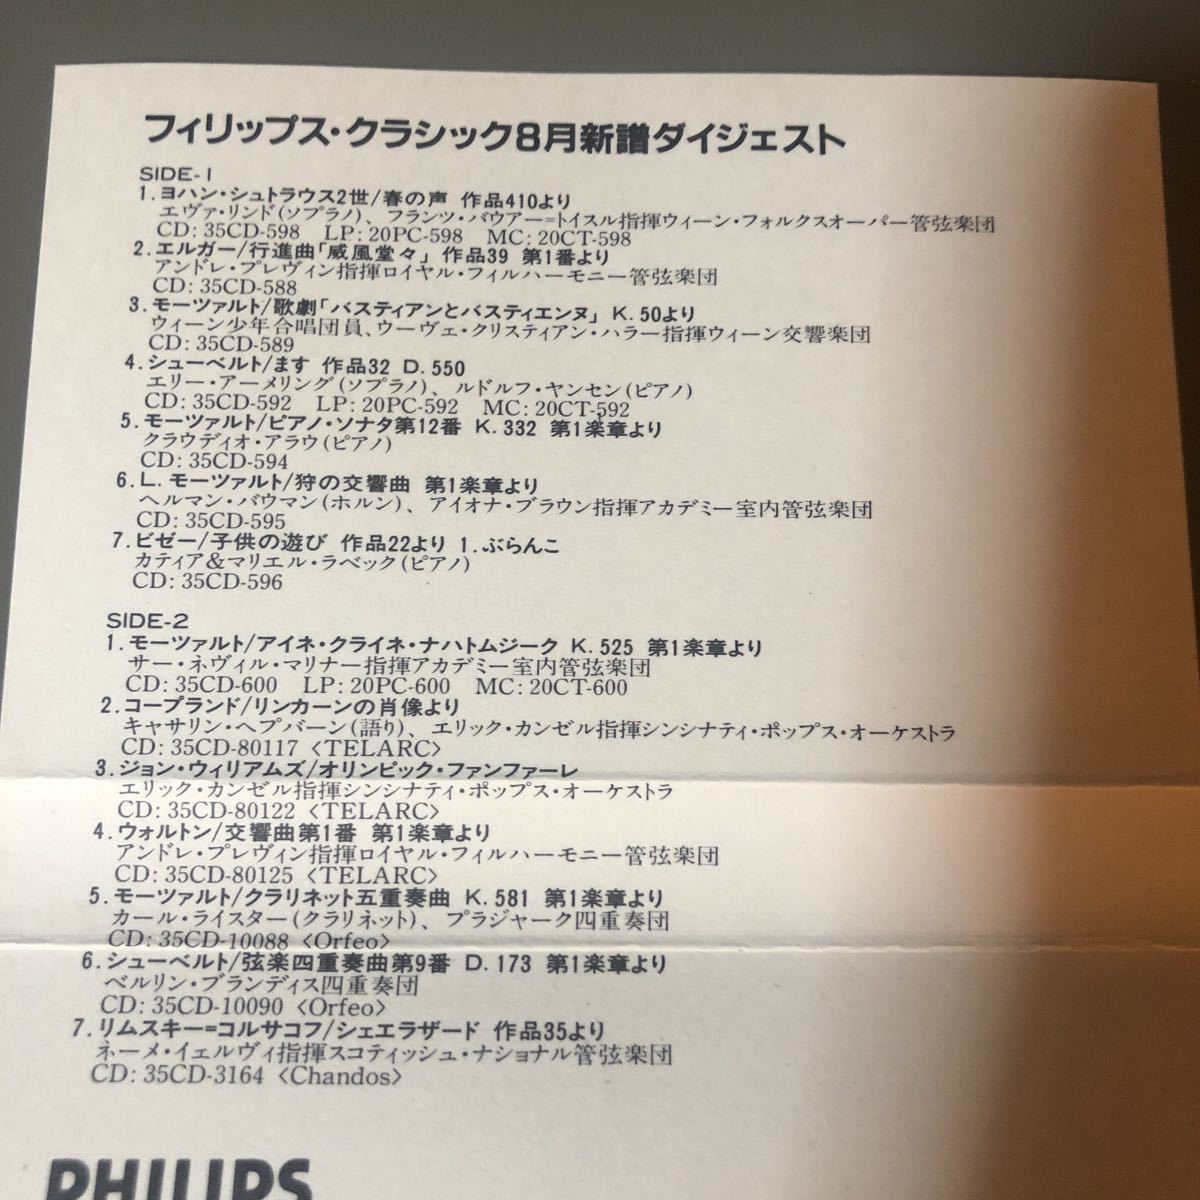 フィリップス・クラシック8月新譜ダイジェスト
SIDE-1
1.ヨハン・シュトラウス2世/春の声 作品410より
エヴァ・リンド(ソプラノ)、フランツ・バウアー=トイスル指揮ウィーン・フォルクスオーパー管弦楽団
CD: 35CD-598 LP: 20PC-598 MC: 20CT-598
2.エルガー/行進曲「威風堂々」作品39 第1番より
アンドレ・プレヴィン指揮ロイヤル・フィルハーモニー管弦楽団
CD: 35CD-588
3.モーツァルト/歌劇「バスティアンとバスティエンヌ」K.50より
ウィーン少年合唱団員、ウーヴェ・クリスティアン・ハラー指揮ウィーン交響楽団
CD: 35CD-589
4.シューベルト/ます 作品32 D.550
エリー・アーメリング(ソプラノ)、ルドルフ・ヤンセン(ピアノ)
CD: 35CD-592 LP: 20PC-592 MC: 20CT-592
5.モーツァルト/ピアノ・ソナタ第12番 K.332 第1楽章より
クラウディオ・アラウ(ピアノ)
CD: 35CD-594
6.L.モーツァルト/狩の交響曲 第1楽章より
ヘルマン・バウマン(ホルン)、アイオナ・ブラウン指揮アカデミー室内管弦楽団
CD: 35CD-595
7.ビゼー/子供の遊び 作品22より 1.ぶらんこ
カティア&マリエル・ラベック(ピアノ)
CD: 35CD-596
SIDE-2
1.モーツァルト/アイネ・クライネ・ナハトムジーク K.525 第1楽章より
サー・ネヴィル・マリナー指揮アカデミー室内管弦楽団
CD: 35CD-600 LP: 20PC-600 MC: 20CT-600
2.コープランド/リンカーンの肖像より
キャサリン・ヘプバーン(語り)、エリック・カンゼル指揮シンシナティ・ポップス・オーケストラ
CD: 35CD-80117 <TELARC>
3.ジョン・ウィリアムズ/オリンピック・ファンファーレ
エリック・カンゼル指揮シンシナティ・ポップス・オーケストラ
CD: 35CD-80122 <TELARC>
4.ウォルトン/交響曲第1番 第1楽章より
アンドレ・プレヴィン指揮ロイヤル・フィルハーモニー管弦楽団
CD: 35CD-80125 <TELARC>
5.モーツァルト/クラリネット五重奏曲 K.581 第1楽章より
カール・ライスター(クラリネット)、プラジャーク四重奏団
CD: 35CD-10088 <Orfeo>
6.シューベルト/弦楽四重奏曲第9番 D.173 第1楽章より
ベルリン・ブランディス四重奏団
CD: 35CD-10090 <Orfeo>
7.リムスキー=コルサコフ/シェエラザード 作品35より
ネーメ・イェルヴィ指揮スコティッシュ・ナショナル管弦楽団
CD: 35CD-3164 <Chandos>
PHILIPS